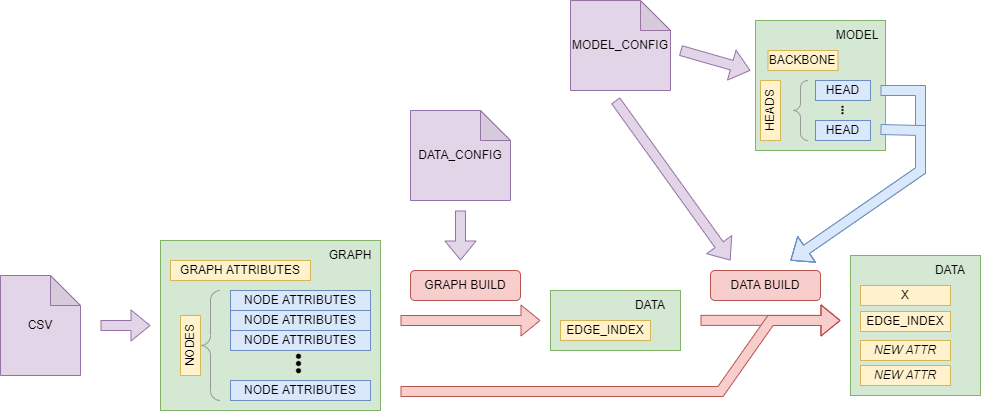 MODEL_CONFIG
MODEL
BACKBONE
HEADS
HEAD
HEAD
DATA_CONFIG
GRAPH
GRAPH ATTRIBUTES
NODES
NODE ATTRIBUTES
NODE ATTRIBUTES
NODE ATTRIBUTES
NODE ATTRIBUTES
CSV
GRAPH BUILD
DATA
EDGE_INDEX
DATA BUILD
DATA
X
EDGE_INDEX
NEW ATTR
NEW ATTR